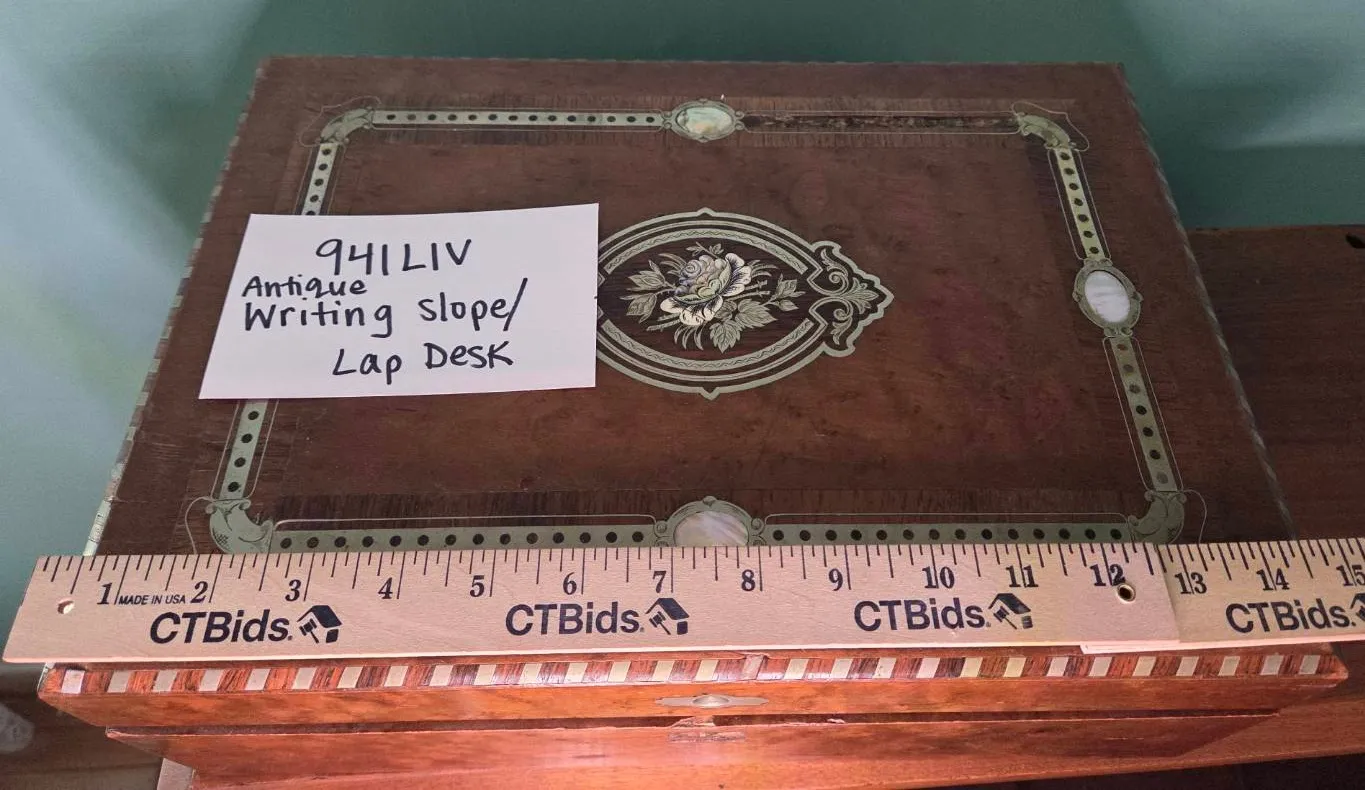 941LIV
Antique
Writing Slope/
Lap Desk
1 MADE IN USA 2 3 4 5 6 7 8 9 10 11 12 13 14 15
CTBids. CTBids. CTBids. CTBids.